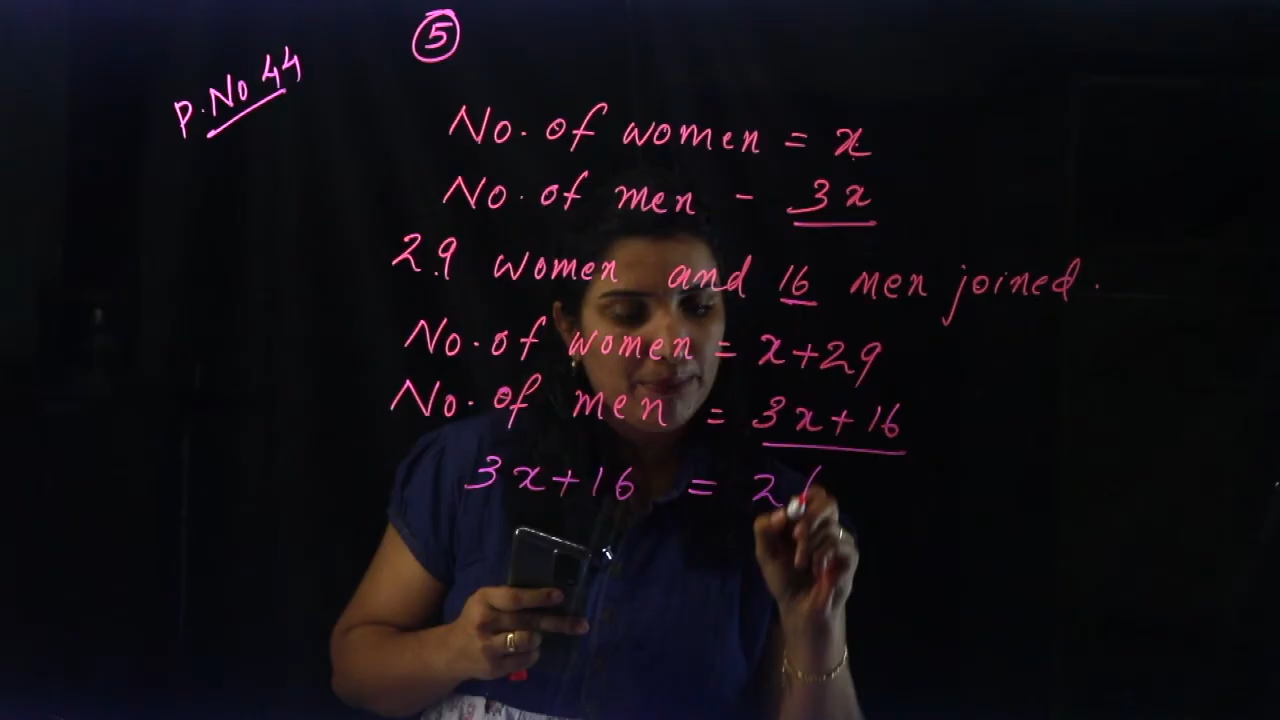 5
P.No 44
No. of women = x
No. of men - 3x
29 women and 16 men joined.
No. of women = x+29
No. of men = 3x+16
3x+16 = 2(